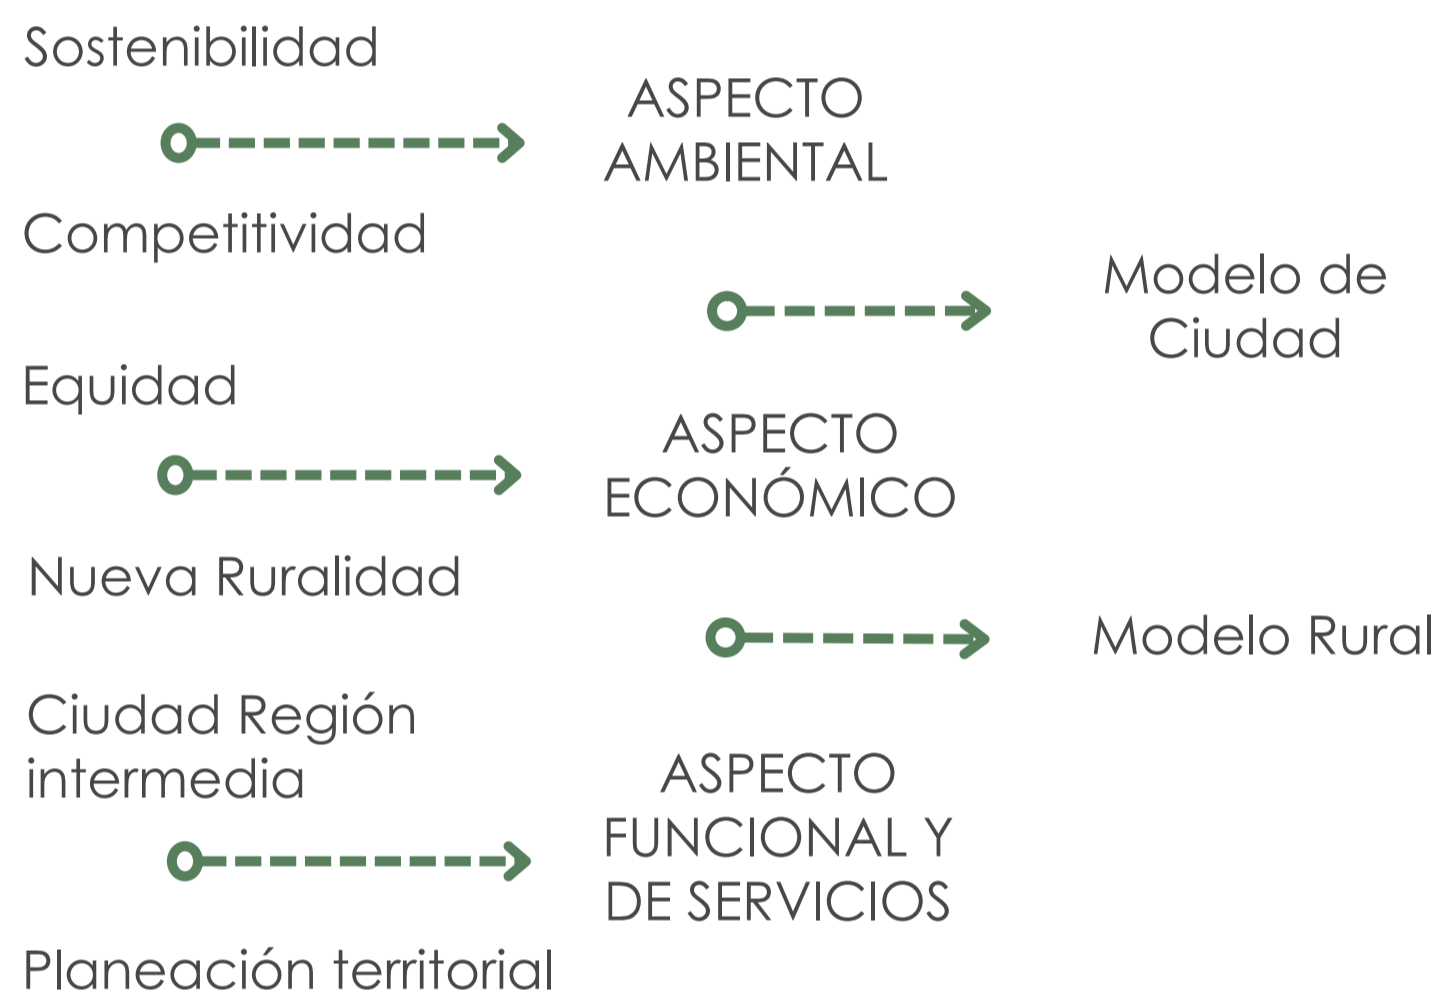 Sostenibilidad
Competitividad
Equidad
Nueva Ruralidad
Ciudad Región
intermedia
Planeación territorial
ASPECTO
AMBIENTAL
ASPECTO
ECONÓMICO
ASPECTO
FUNCIONAL Y
DE SERVICIOS
Modelo de
Ciudad
Modelo Rural